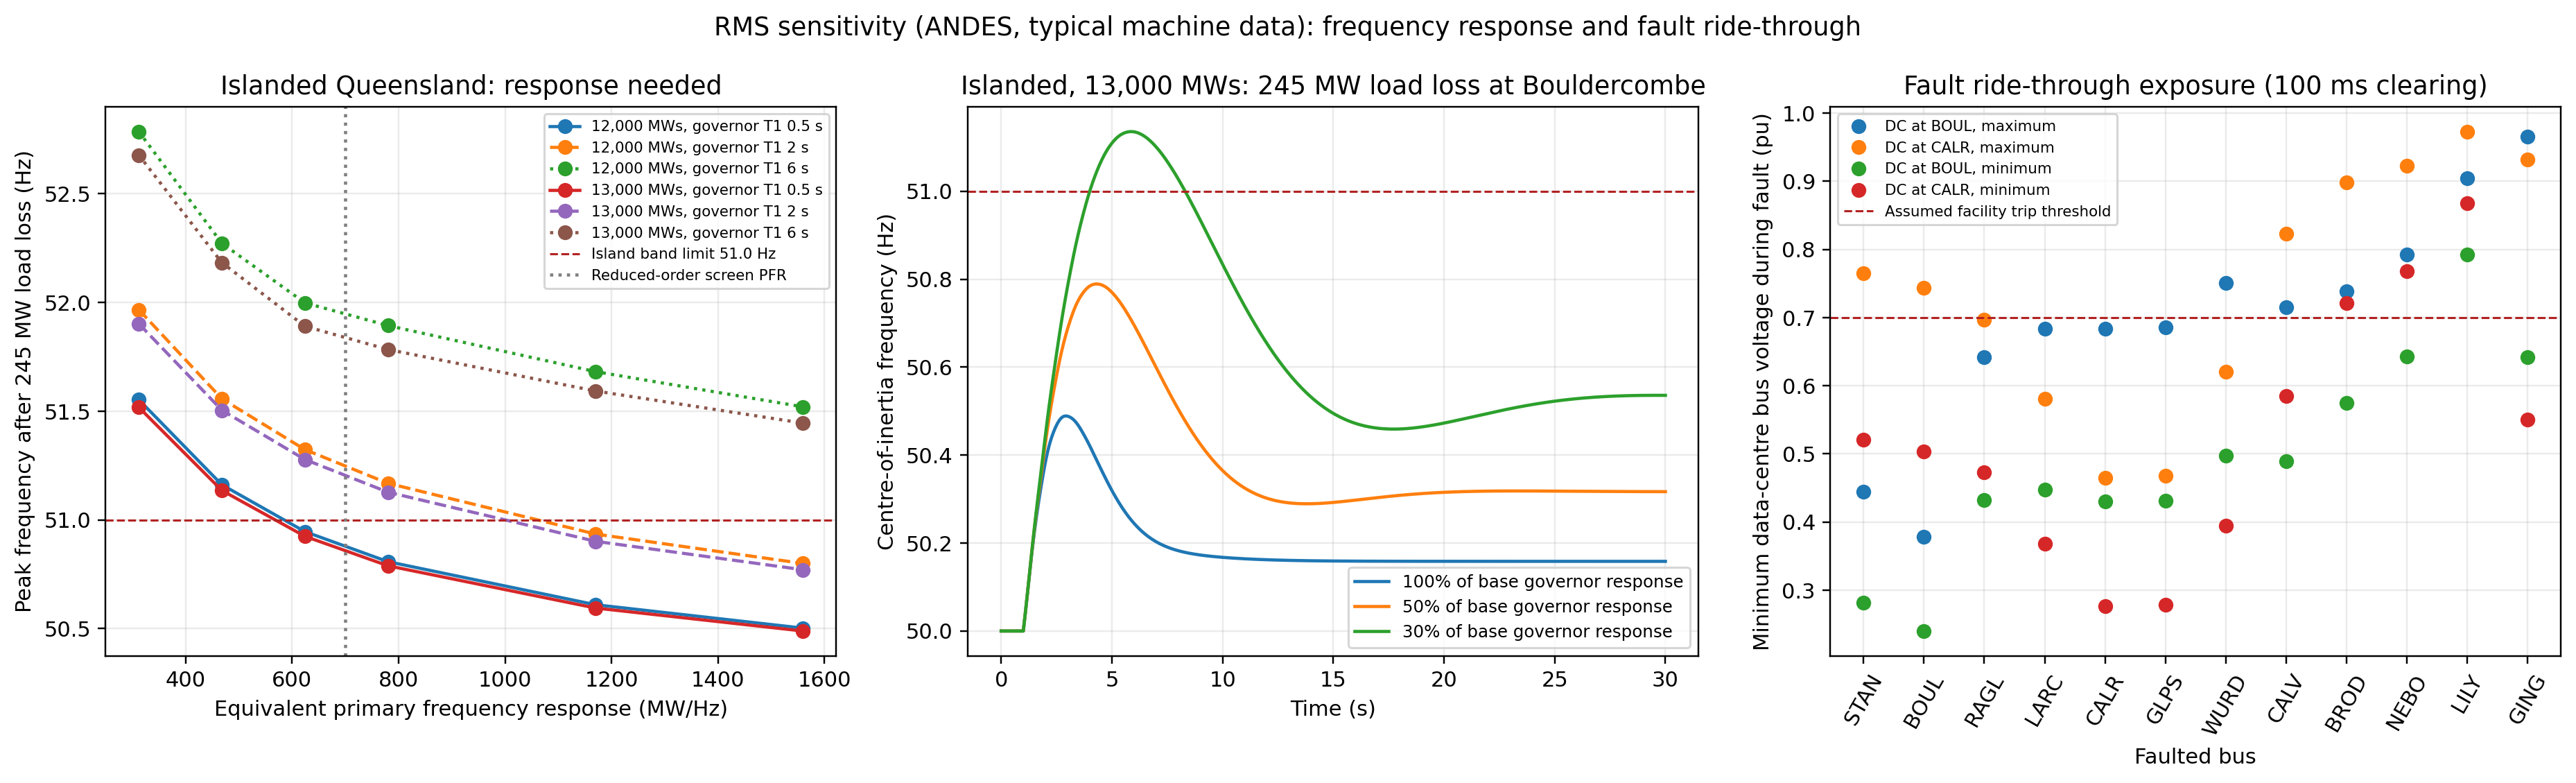 RMS sensitivity (ANDES, typical machine data): frequency response and fault ride-through
Islanded Queensland: response needed
Peak frequency after 245 MW load loss (Hz)
52.5
52.0
51.5
51.0
50.5
12,000 MWs, governor T1 0.5 s
12,000 MWs, governor T1 2 s
12,000 MWs, governor T1 6 s
13,000 MWs, governor T1 0.5 s
13,000 MWs, governor T1 2 s
13,000 MWs, governor T1 6 s
Island band limit 51.0 Hz
Reduced-order screen PFR
400 600 800 1000 1200 1400 1600
Equivalent primary frequency response (MW/Hz)
Islanded, 13,000 MWs: 245 MW load loss at Bouldercombe
Centre-of-inertia frequency (Hz)
51.0
50.8
50.6
50.4
50.2
50.0
100% of base governor response
50% of base governor response
30% of base governor response
0 5 10 15 20 25 30
Time (s)
Fault ride-through exposure (100 ms clearing)
Minimum data-centre bus voltage during fault (pu)
1.0
0.9
0.8
0.7
0.6
0.5
0.4
0.3
DC at BOUL, maximum
DC at CALR, maximum
DC at BOUL, minimum
DC at CALR, minimum
Assumed facility trip threshold
STAN BOUL RAGL LARC CALR GLPS WURD CALV BROD NEBO LILY GING
Faulted bus